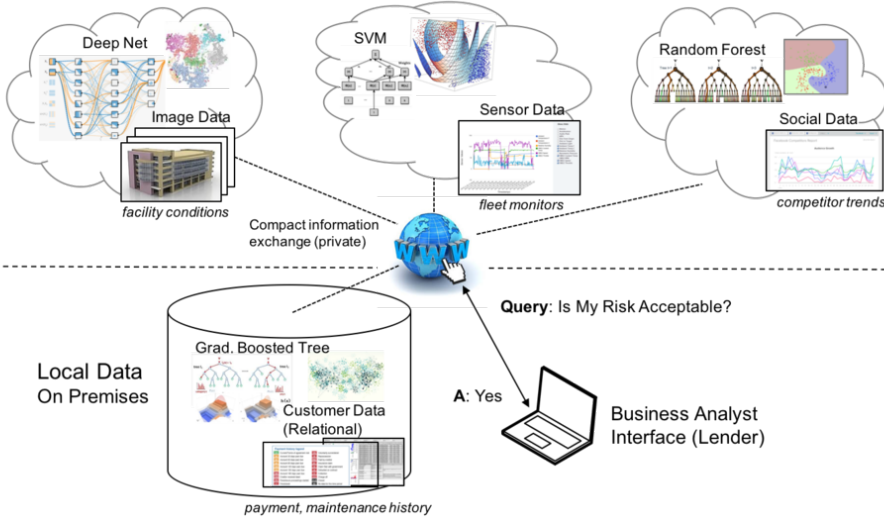 Deep Net
Image Data
facility conditions
SVM
Sensor Data
fleet monitors
Random Forest
Social Data
competitor trends
Compact information
exchange (private)
WWW
Query: Is My Risk Acceptable?
A: Yes
Local Data
On Premises
Grad. Boosted Tree
Customer Data
(Relational)
payment, maintenance history
Business Analyst
Interface (Lender)